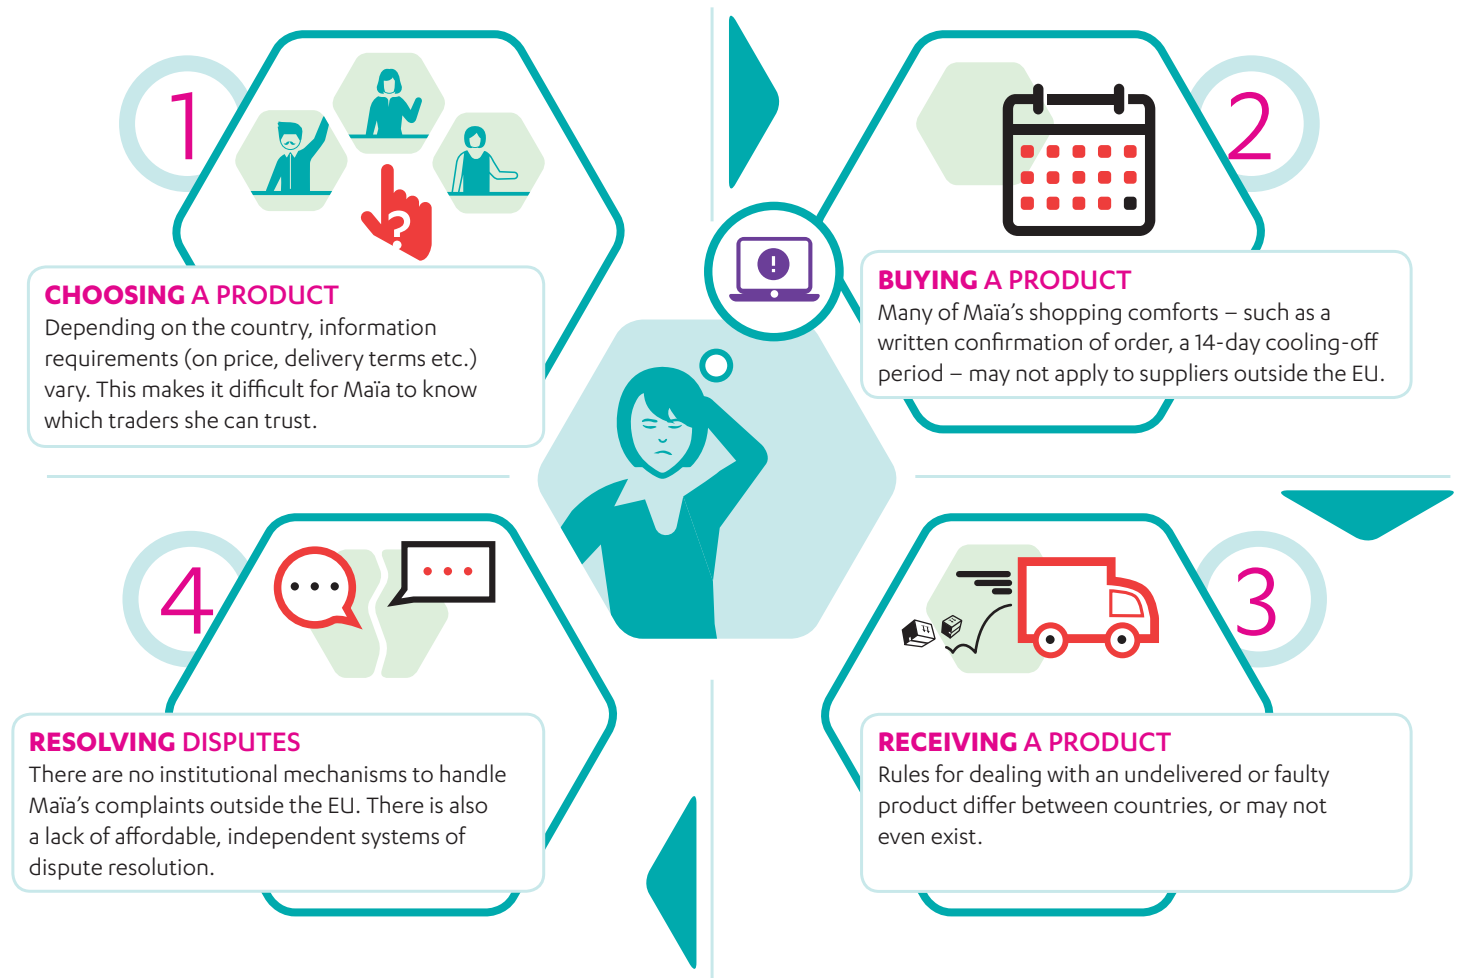 1
?
CHOOSING A PRODUCT
Depending on the country, information
requirements (on price, delivery terms etc.)
vary. This makes it difficult for Maïa to know
which traders she can trust.
!
2
BUYING A PRODUCT
Many of Maïa’s shopping comforts – such as a
written confirmation of order, a 14-day cooling-off
period – may not apply to suppliers outside the EU.
3
RECEIVING A PRODUCT
Rules for dealing with an undelivered or faulty
product differ between countries, or may not
even exist.
4
RESOLVING DISPUTES
There are no institutional mechanisms to handle
Maïa’s complaints outside the EU. There is also
a lack of affordable, independent systems of
dispute resolution.